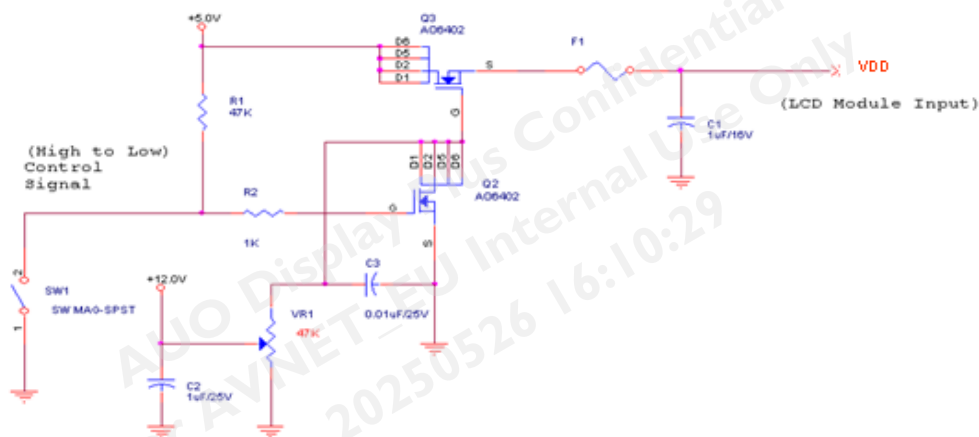 +5.0V
Q3
AO6402
D6
D5
D2
D1
S
G
F1
VDD
(LCD Module Input)
R1
47K
C1
1uF/16V
(High to Low)
Control
Signal
D1
D2
D5
D6
Q2
AO6402
R2
G
1K
S
2
SW1
SW MAG-SPST
1
+12.0V
C3
0.01uF/25V
VR1
47K
C2
1uF/25V
AUO Display Plus Confidential
AVNET_EU Internal Use Only
20250526 16:10:29